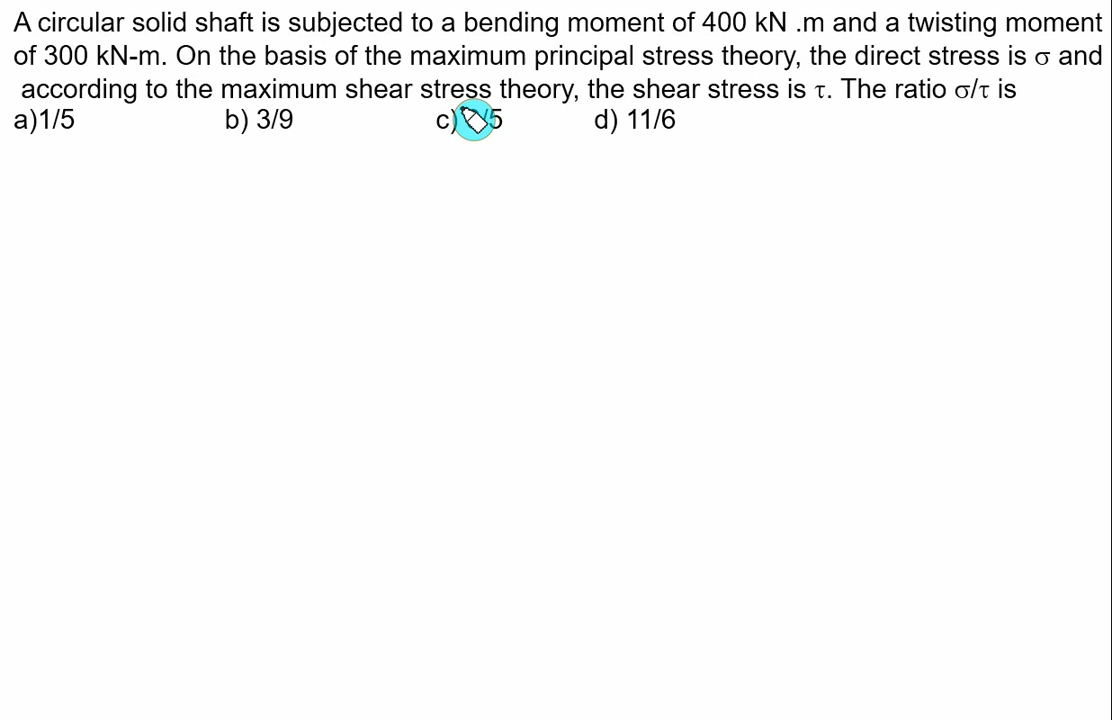 A circular solid shaft is subjected to a bending moment of 400 kN .m and a twisting moment
of 300 kN-m. On the basis of the maximum principal stress theory, the direct stress is σ and
according to the maximum shear stress theory, the shear stress is τ. The ratio σ/τ is
a)1/5 b) 3/9 c) /5 d) 11/6